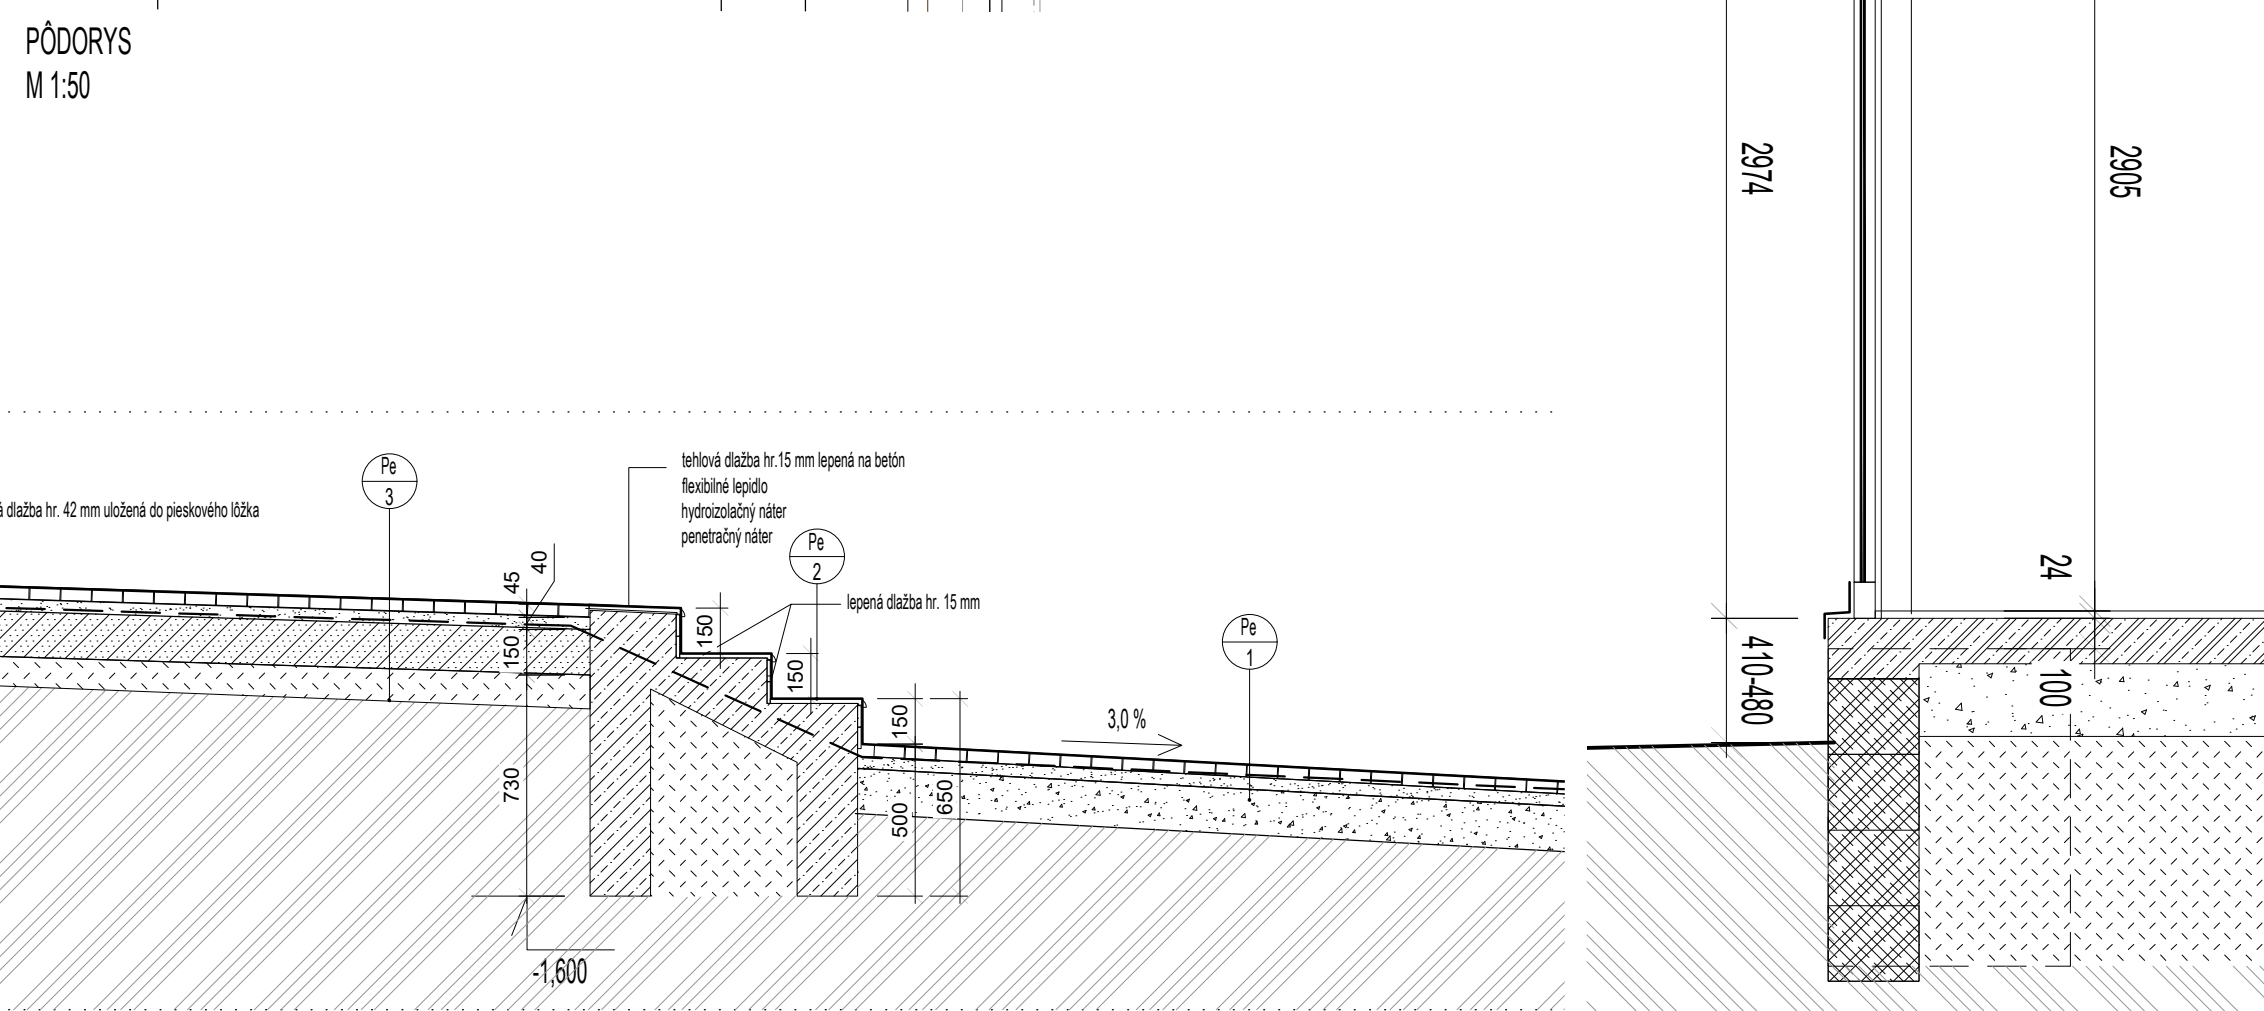 PÔDORYS
M 1:50
2974
2905
tehlová dlažba hr.15 mm lepená na betón
flexibilné lepidlo
hydroizolačný náter
penetračný náter
Pe
3
dlažba hr. 42 mm uložená do pieskového lôžka
Pe
2
lepená dlažba hr. 15 mm
Pe
1
45
40
150
730
150
150
150
500
650
3,0 %
-1,600
24
410-480
100